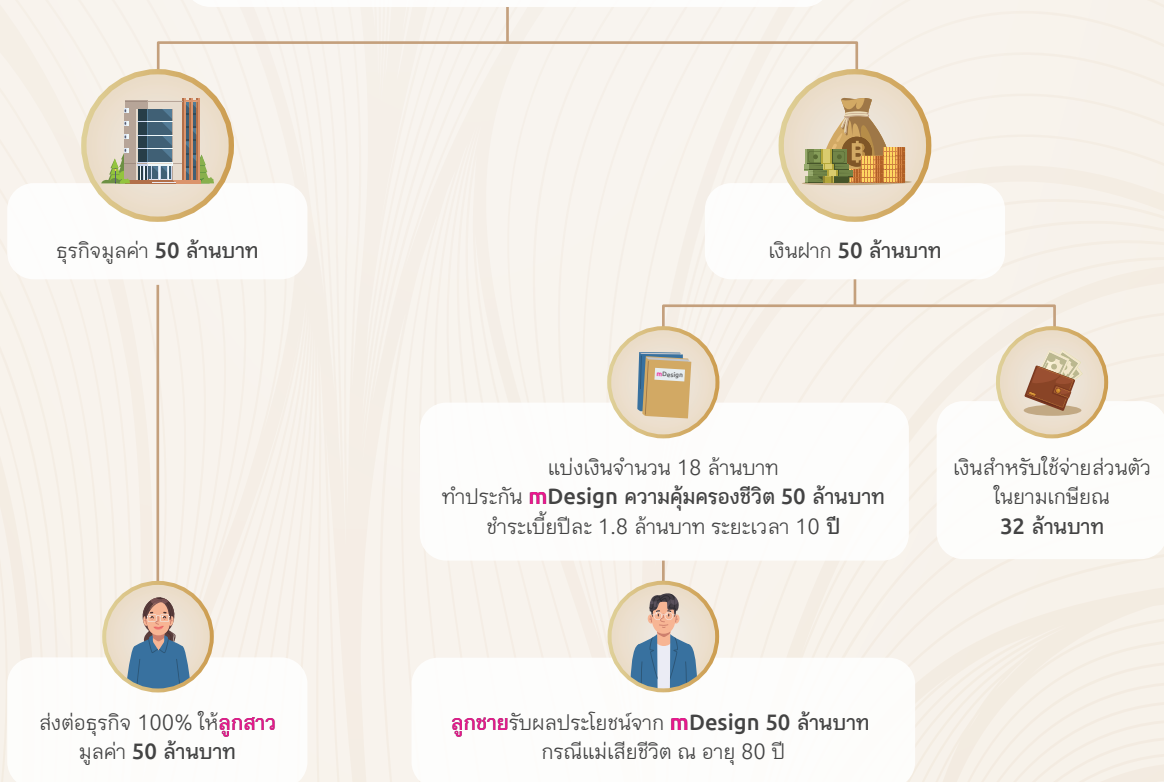 ธุรกิจมูลค่า 50 ล้านบาท
เงินฝาก 50 ล้านบาท
mDesign
แบ่งเงินจำนวน 18 ล้านบาท
ทำประกัน mDesign ความคุ้มครองชีวิต 50 ล้านบาท
ชำระเบี้ยปีละ 1.8 ล้านบาท ระยะเวลา 10 ปี
เงินสำหรับใช้จ่ายส่วนตัว
ในยามเกษียณ
32 ล้านบาท
ส่งต่อธุรกิจ 100% ให้ลูกสาว
มูลค่า 50 ล้านบาท
ลูกชายรับผลประโยชน์จาก mDesign 50 ล้านบาท
กรณีแม่เสียชีวิต ณ อายุ 80 ปี